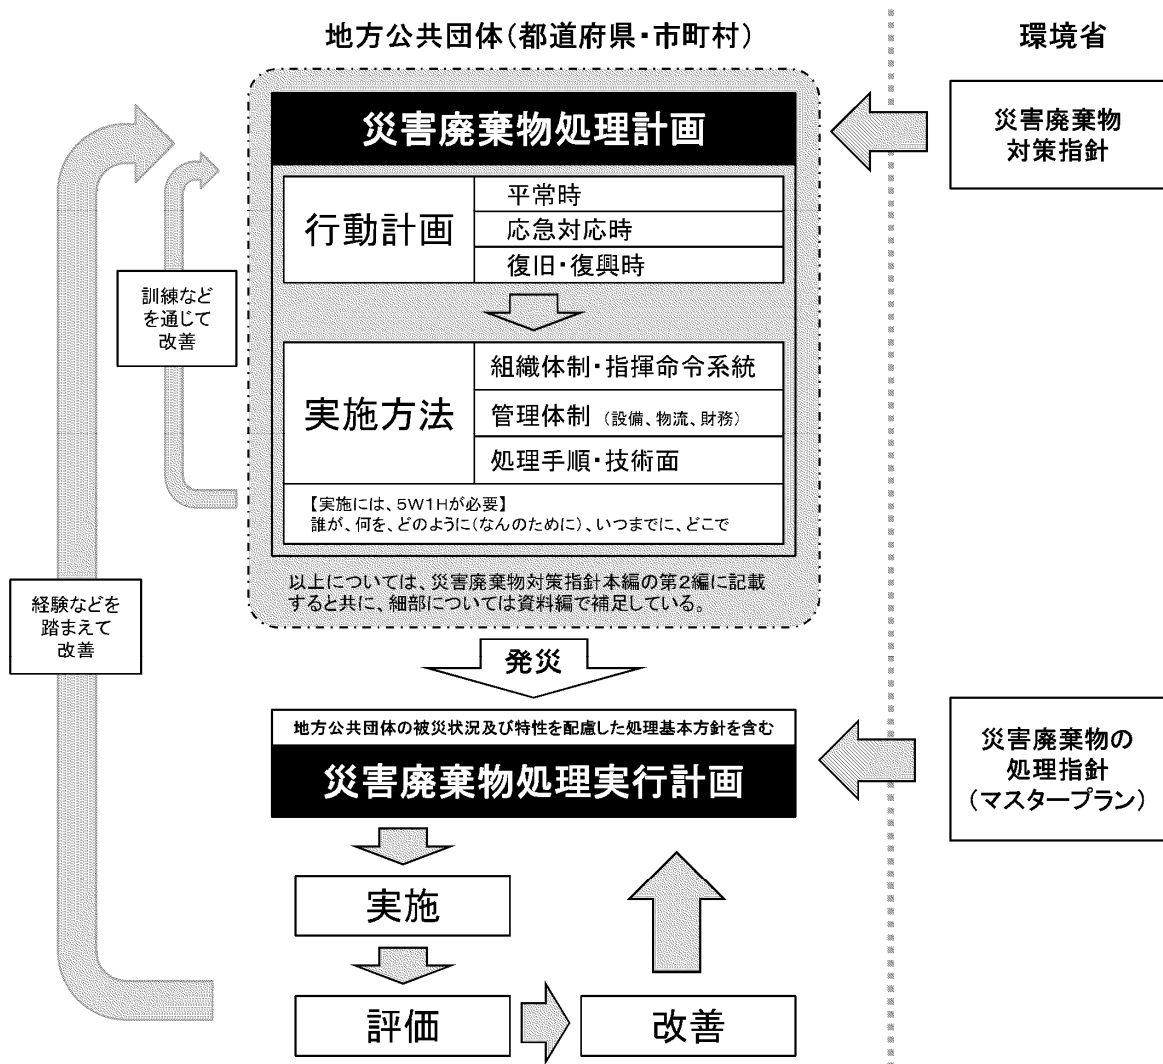 地方公共団体(都道府県・市町村)
環境省
災害廃棄物処理計画
災害廃棄物
対策指針
行動計画
平常時
応急対応時
復旧・復興時
訓練など
を通じて
改善
実施方法
組織体制・指揮命令系統
管理体制 (設備、物流、財務)
処理手順・技術面
【実施には、5W1Hが必要】
誰が、何を、どのように(なんのために)、いつまでに、どこで
以上については、災害廃棄物対策指針本編の第2編に記載
すると共に、細部については資料編で補足している。
経験などを
踏まえて
改善
発災
地方公共団体の被災状況及び特性を配慮した処理基本方針を含む
災害廃棄物処理実行計画
災害廃棄物の
処理指針
(マスタープラン)
実施
評価
改善